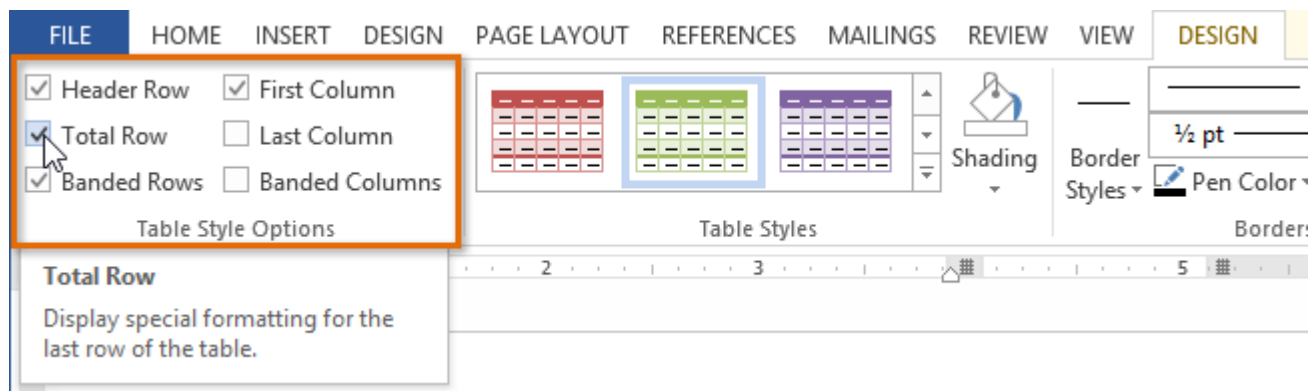 FILE HOME INSERT DESIGN PAGE LAYOUT REFERENCES MAILINGS REVIEW VIEW DESIGN
Header Row First Column
Total Row Last Column
Banded Rows Banded Columns
Table Style Options
Table Styles
Shading
Border
Styles
½ pt
Pen Color
Borders
2 3 5
Total Row
Display special formatting for the
last row of the table.